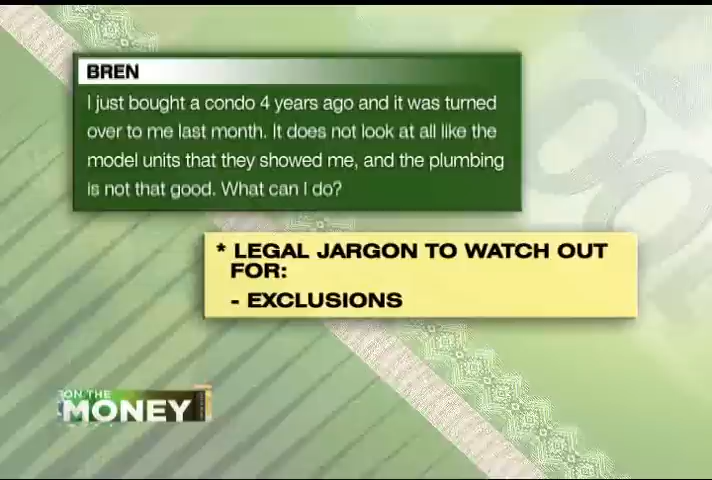 BREN
I just bought a condo 4 years ago and it was turned
over to me last month. It does not look at all like the
model units that they showed me, and the plumbing
is not that good. What can I do?
* LEGAL JARGON TO WATCH OUT
FOR:
- EXCLUSIONS
ON THE
MONEY